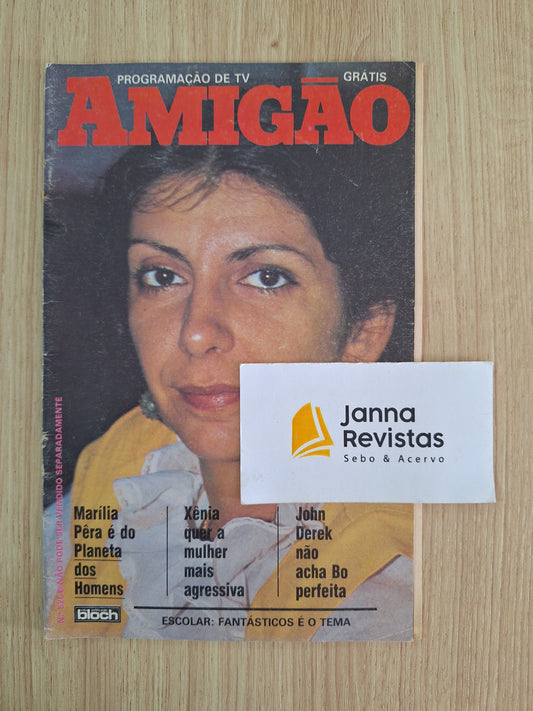 PROGRAMAÇÃO DE TV GRÁTIS
AMIGÃO
Janna
Revistas
Sebo & Acervo
NÃO PODE SER VENDIDO SEPARADAMENTE
Marília
Pêra é do
Planeta
dos
Homens
Xênia
quer a
mulher
mais
agressiva
John
Derek
não
acha Bo
perfeita
bloch
ESCOLAR: FANTÁSTICOS É O TEMA